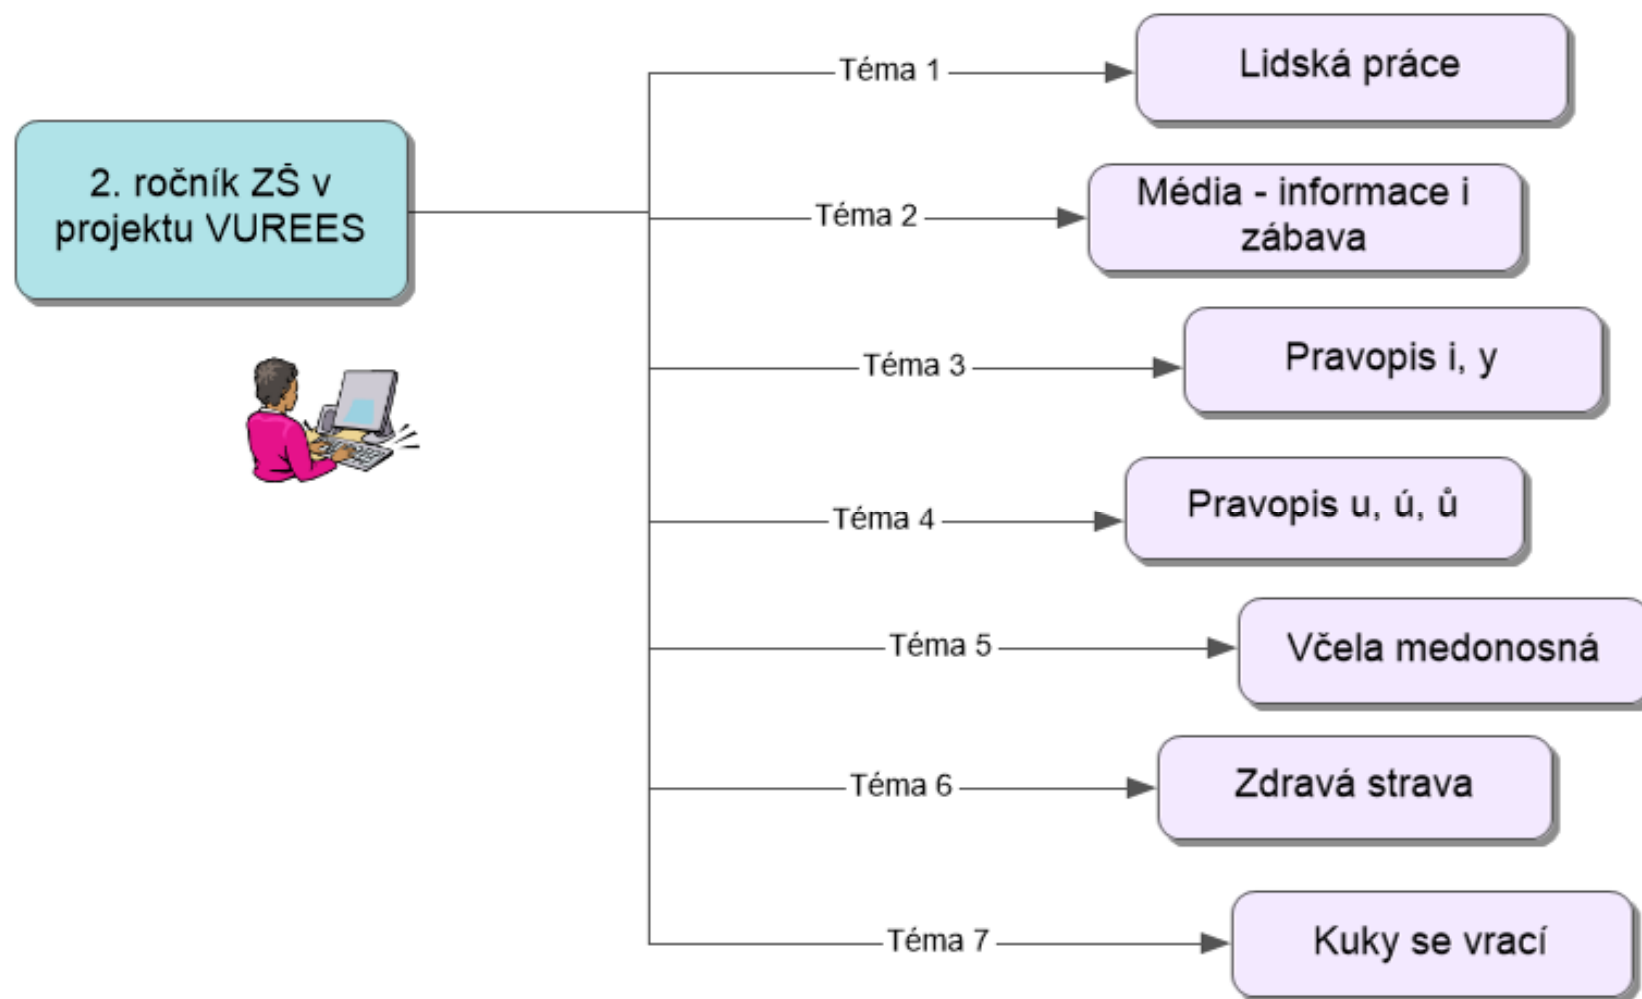 2. ročník ZŠ v
projektu VUREES
Téma 1
Lidská práce
Téma 2
Média - informace i
zábava
Téma 3
Pravopis i, y
Téma 4
Pravopis u, ú, ů
Téma 5
Včela medonosná
Téma 6
Zdravá strava
Téma 7
Kuky se vrací